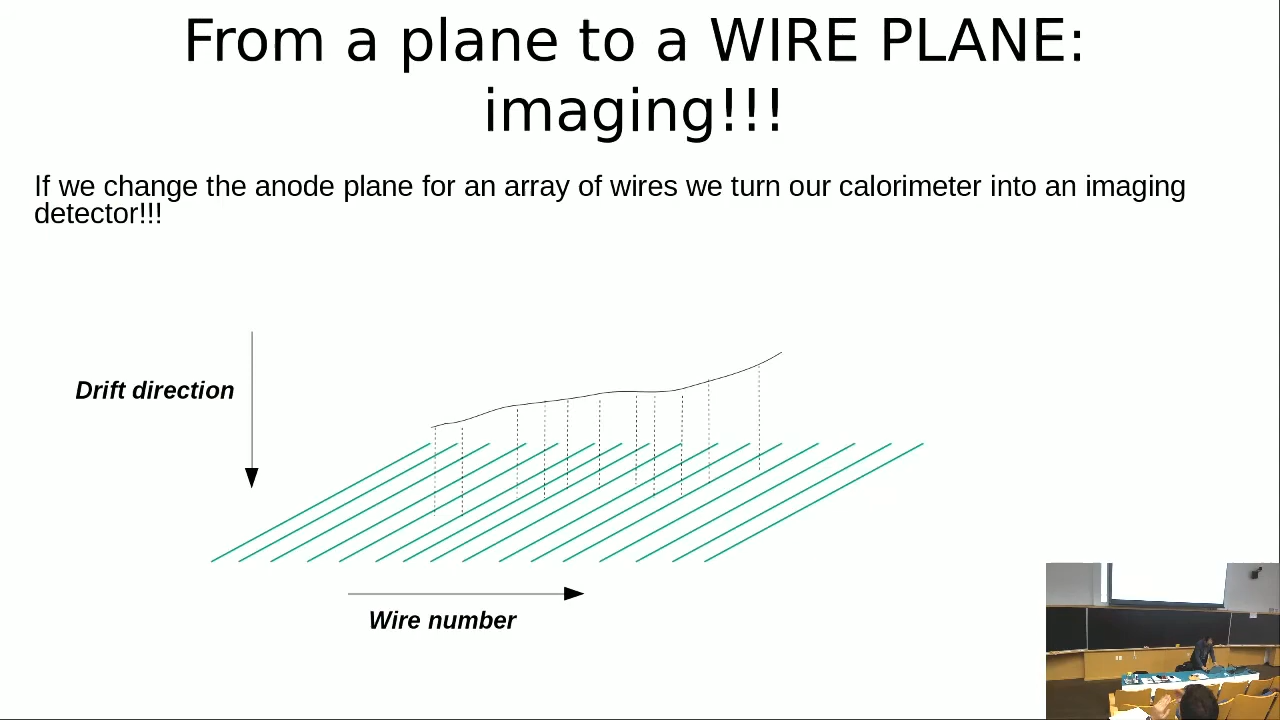 From a plane to a WIRE PLANE:
imaging!!!
If we change the anode plane for an array of wires we turn our calorimeter into an imaging
detector!!!
Drift direction
Wire number